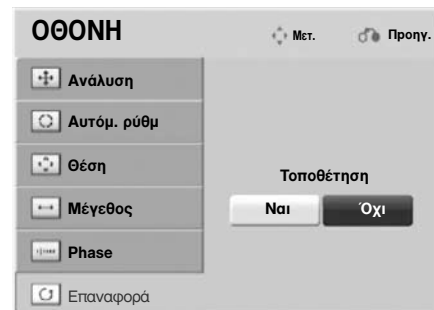 ΟΘΟΝΗ Μετ. Προηγ.
Ανάλυση
Αυτόμ. ρύθμ
Θέση
Μέγεθος
Phase
Επαναφορά
Τοποθέτηση
Ναι Όχι